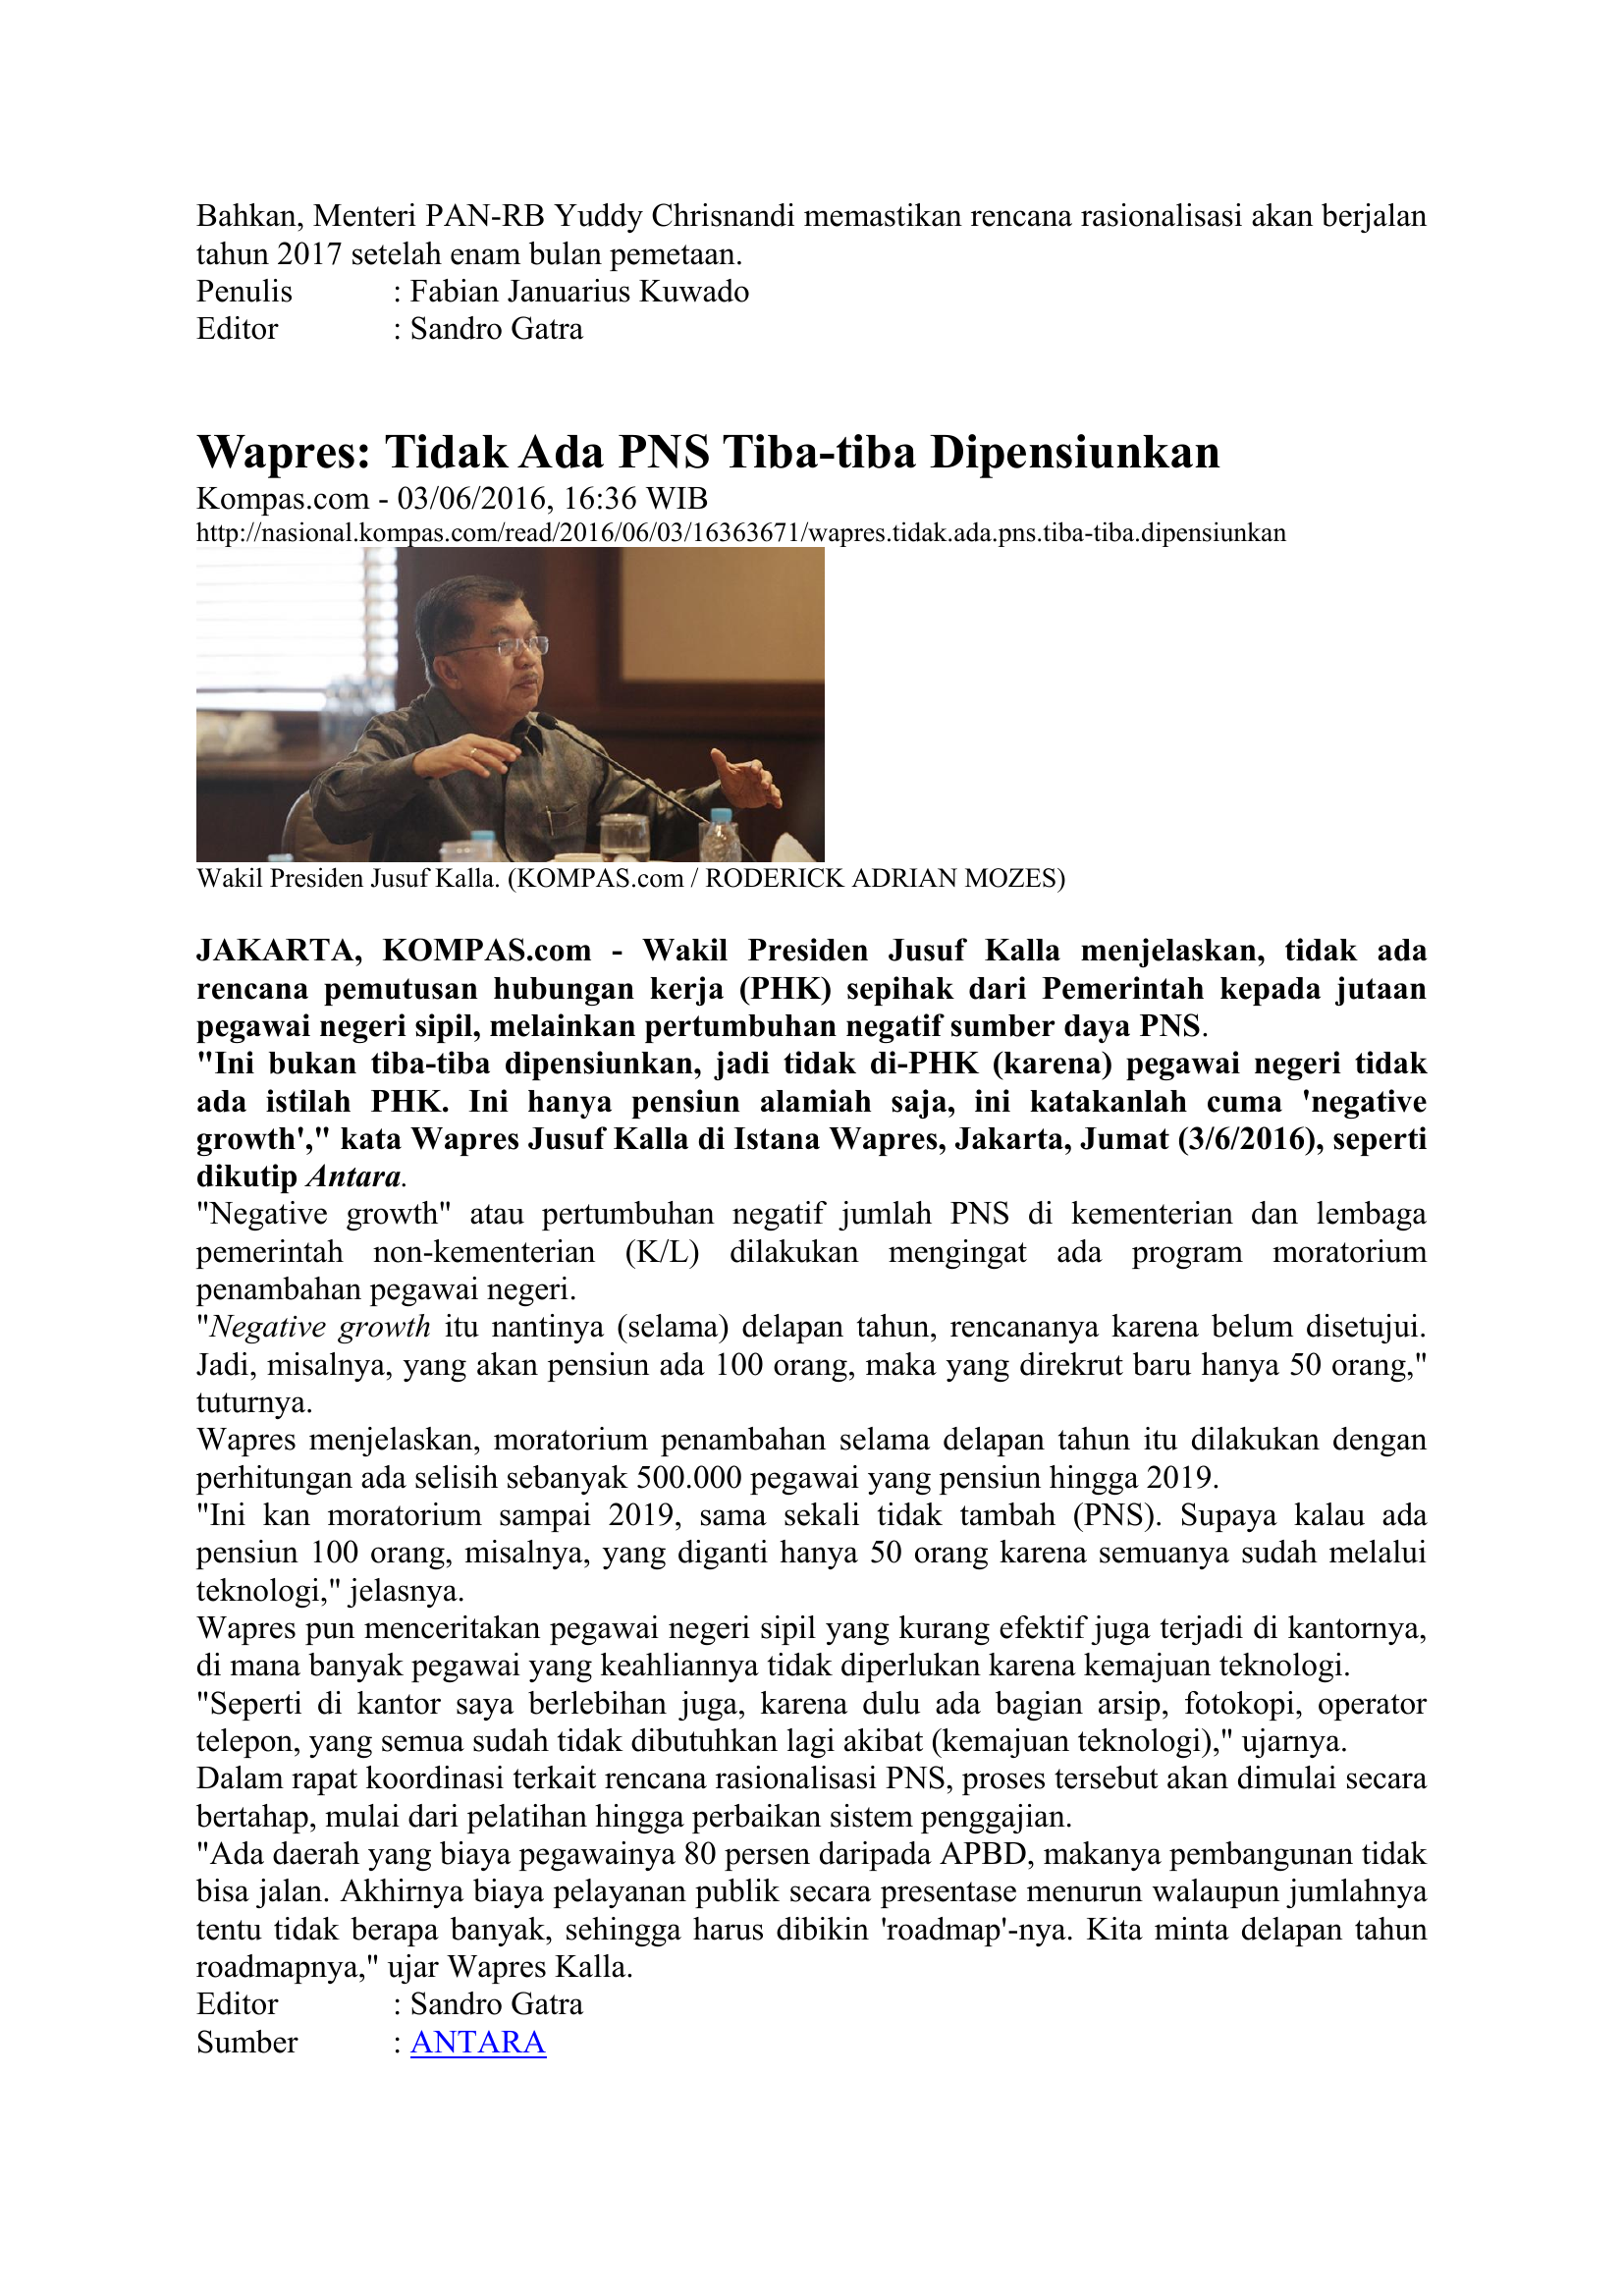 Bahkan, Menteri PAN-RB Yuddy Chrisnandi memastikan rencana rasionalisasi akan berjalan
tahun 2017 setelah enam bulan pemetaan.
Penulis : Fabian Januarius Kuwado
Editor : Sandro Gatra
Wapres: Tidak Ada PNS Tiba-tiba Dipensiunkan
Kompas.com - 03/06/2016, 16:36 WIB
http://nasional.kompas.com/read/2016/06/03/16363671/wapres.tidak.ada.pns.tiba-tiba.dipensiunkan
Wakil Presiden Jusuf Kalla. (KOMPAS.com / RODERICK ADRIAN MOZES)
JAKARTA, KOMPAS.com - Wakil Presiden Jusuf Kalla menjelaskan, tidak ada
rencana pemutusan hubungan kerja (PHK) sepihak dari Pemerintah kepada jutaan
pegawai negeri sipil, melainkan pertumbuhan negatif sumber daya PNS.
"Ini bukan tiba-tiba dipensiunkan, jadi tidak di-PHK (karena) pegawai negeri tidak
ada istilah PHK. Ini hanya pensiun alamiah saja, ini katakanlah cuma 'negative
growth'," kata Wapres Jusuf Kalla di Istana Wapres, Jakarta, Jumat (3/6/2016), seperti
dikutip Antara.
"Negative growth" atau pertumbuhan negatif jumlah PNS di kementerian dan lembaga
pemerintah non-kementerian (K/L) dilakukan mengingat ada program moratorium
penambahan pegawai negeri.
"Negative growth itu nantinya (selama) delapan tahun, rencananya karena belum disetujui.
Jadi, misalnya, yang akan pensiun ada 100 orang, maka yang direkrut baru hanya 50 orang,"
tuturnya.
Wapres menjelaskan, moratorium penambahan selama delapan tahun itu dilakukan dengan
perhitungan ada selisih sebanyak 500.000 pegawai yang pensiun hingga 2019.
"Ini kan moratorium sampai 2019, sama sekali tidak tambah (PNS). Supaya kalau ada
pensiun 100 orang, misalnya, yang diganti hanya 50 orang karena semuanya sudah melalui
teknologi," jelasnya.
Wapres pun menceritakan pegawai negeri sipil yang kurang efektif juga terjadi di kantornya,
di mana banyak pegawai yang keahliannya tidak diperlukan karena kemajuan teknologi.
"Seperti di kantor saya berlebihan juga, karena dulu ada bagian arsip, fotokopi, operator
telepon, yang semua sudah tidak dibutuhkan lagi akibat (kemajuan teknologi)," ujarnya.
Dalam rapat koordinasi terkait rencana rasionalisasi PNS, proses tersebut akan dimulai secara
bertahap, mulai dari pelatihan hingga perbaikan sistem penggajian.
"Ada daerah yang biaya pegawainya 80 persen daripada APBD, makanya pembangunan tidak
bisa jalan. Akhirnya biaya pelayanan publik secara presentase menurun walaupun jumlahnya
tentu tidak berapa banyak, sehingga harus dibikin 'roadmap'-nya. Kita minta delapan tahun
roadmapnya," ujar Wapres Kalla.
Editor : Sandro Gatra
Sumber : ANTARA